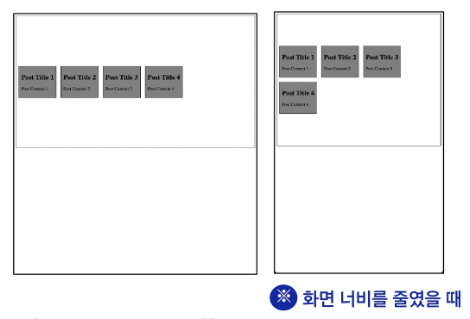 Post Title 1 Post Title 2 Post Title 3 Post Title 4
Post Content 1 Post Content 2 Post Content 3 Post Content 4
Post Title 1 Post Title 2 Post Title 3
Post Content 1 Post Content 2 Post Content 3
Post Title 4
Post Content 4
※ 화면 너비를 줄였을 때